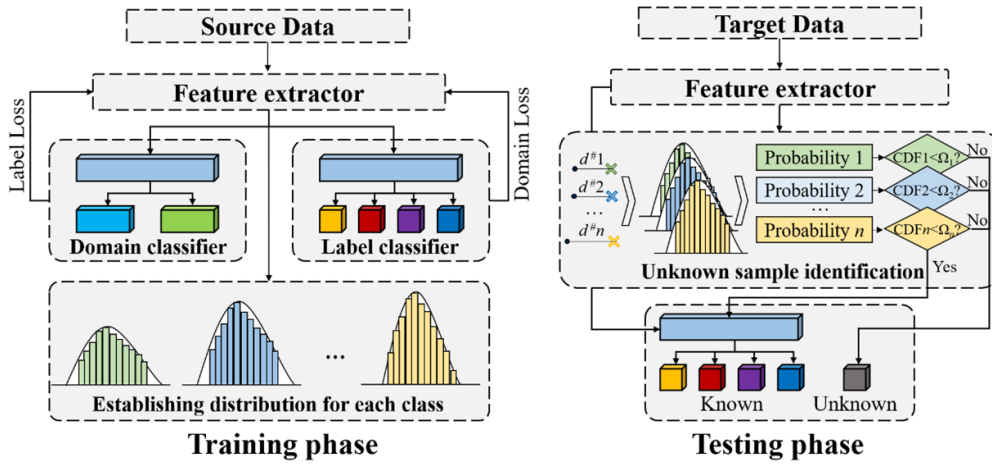 Source Data
Feature extractor
Label Loss
Domain Loss
Domain classifier
Label classifier
...
Establishing distribution for each class
Training phase
Target Data
Feature extractor
d#1
d#2
...
d#n
Probability 1
Probability 2
...
Probability n
CDF1<Ω1?
CDF2<Ω2?
CDFn<Ωn?
No
No
No
Yes
Unknown sample identification
Known
Unknown
Testing phase